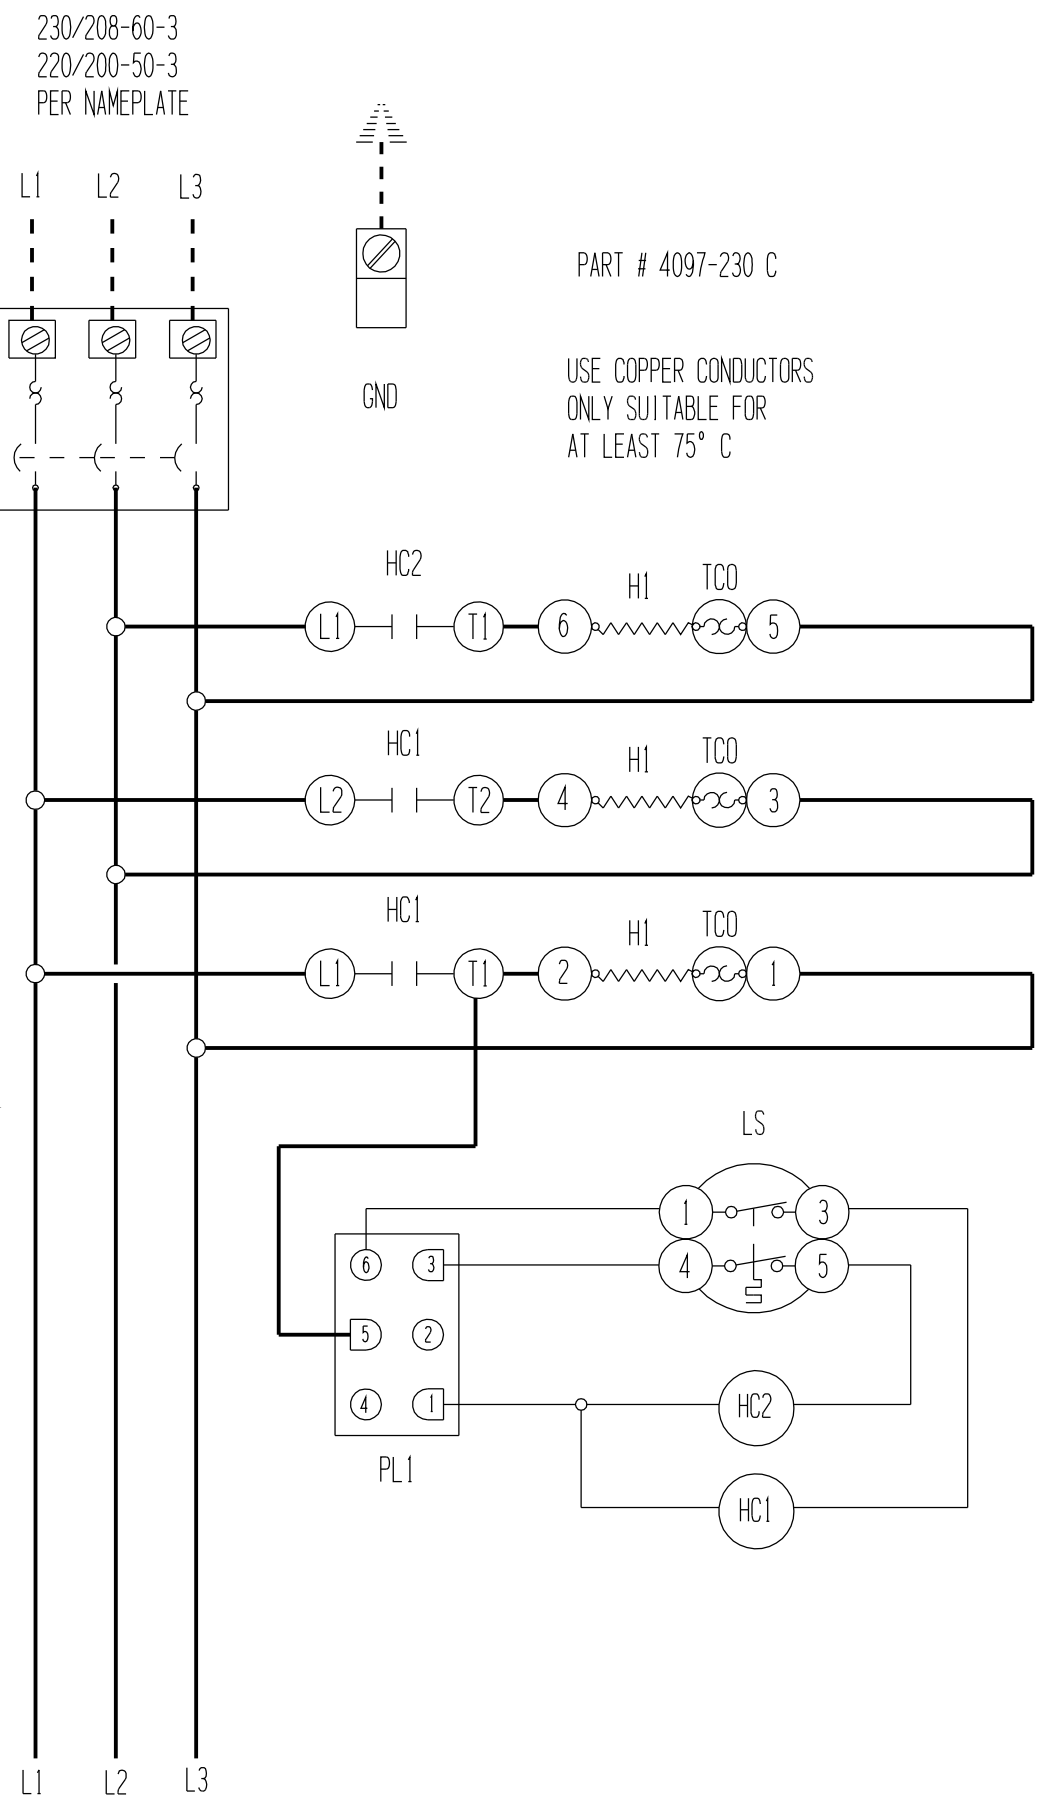 230/208-60-3
220/200-50-3
PER NAMEPLATE
L1 L2 L3
PART # 4097-230 C
USE COPPER CONDUCTORS
ONLY SUITABLE FOR
AT LEAST 75° C
GND
HC2 H1 TCO
L1 T1 6 5
HC1 H1 TCO
L2 T2 4 3
HC1 H1 TCO
L1 T1 2 1
LS
1 3
6 3 4 5
5 2
4 1 HC2
PL1
HC1
L1 L2 L3